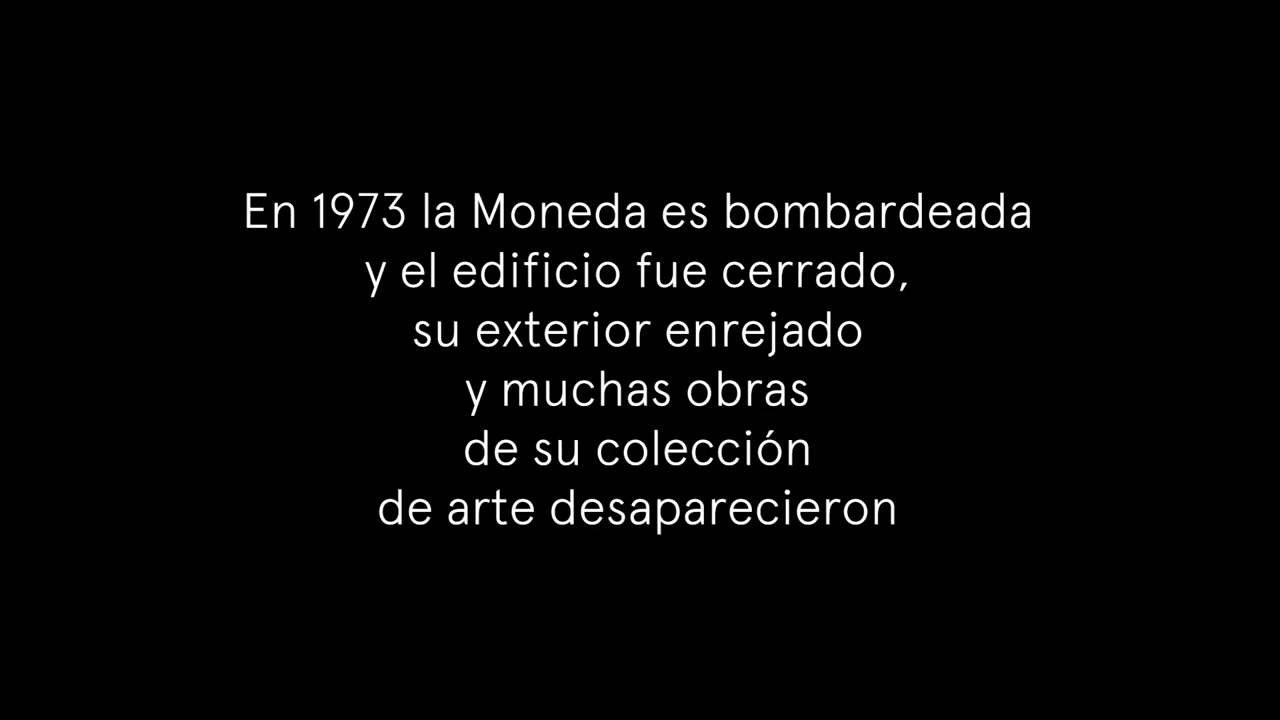 En 1973 la Moneda es bombardeada
y el edificio fue cerrado,
su exterior enrejado
y muchas obras
de su colección
de arte desaparecieron